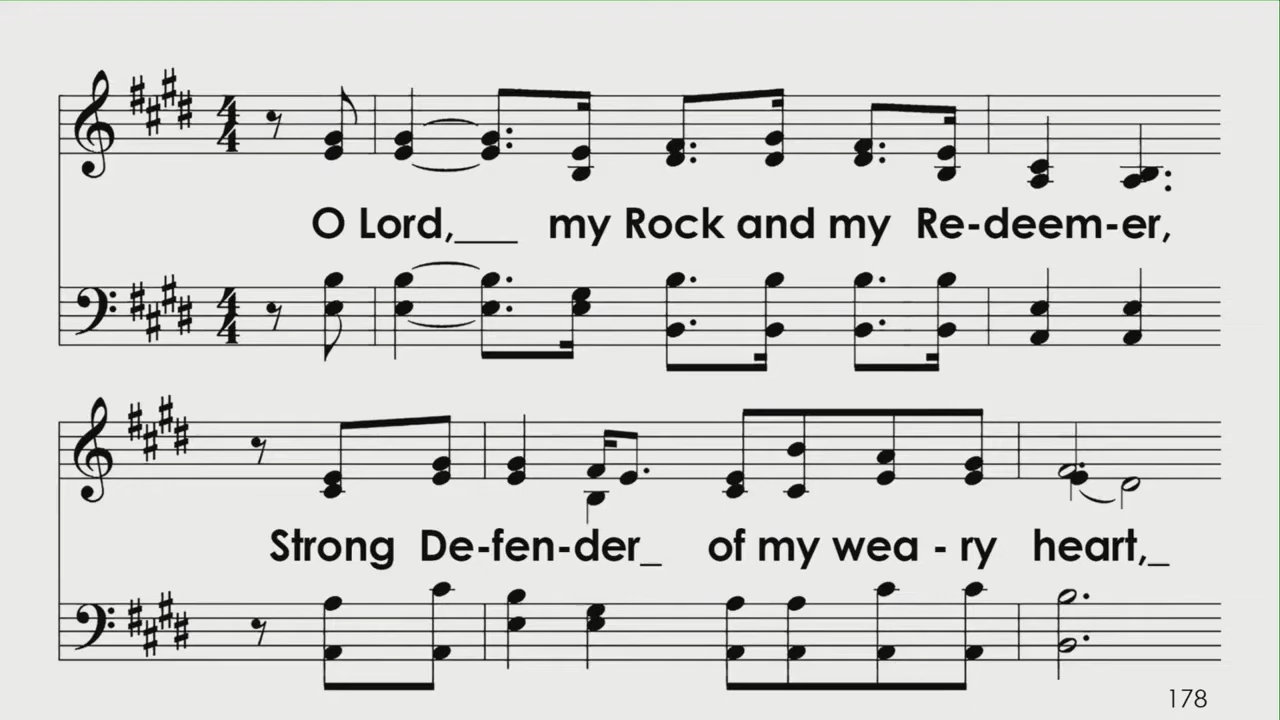 O Lord,___ my Rock and my Re-deem-er,
Strong De-fen-der_ of my wea - ry heart,_
178